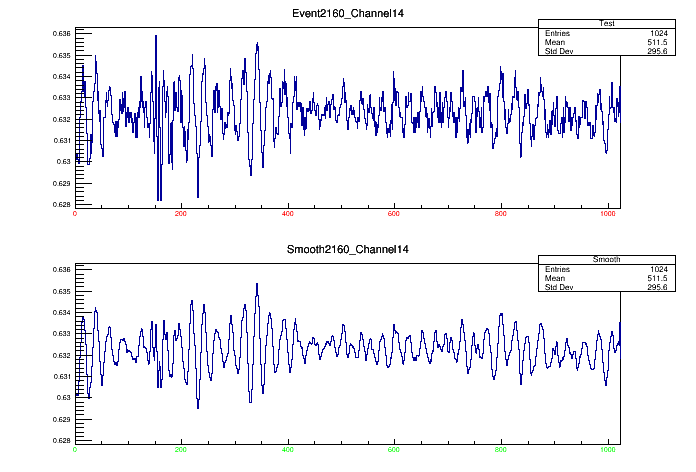 Event2160_Channel14
Test
Entries 1024
Mean 511.5
Std Dev 295.6
0.636
0.635
0.634
0.633
0.632
0.631
0.63
0.629
0.628
0 200 400 600 800 1000
Smooth2160_Channel14
Smooth
Entries 1024
Mean 511.5
Std Dev 295.6
0.636
0.635
0.634
0.633
0.632
0.631
0.63
0.629
0.628
0 200 400 600 800 1000